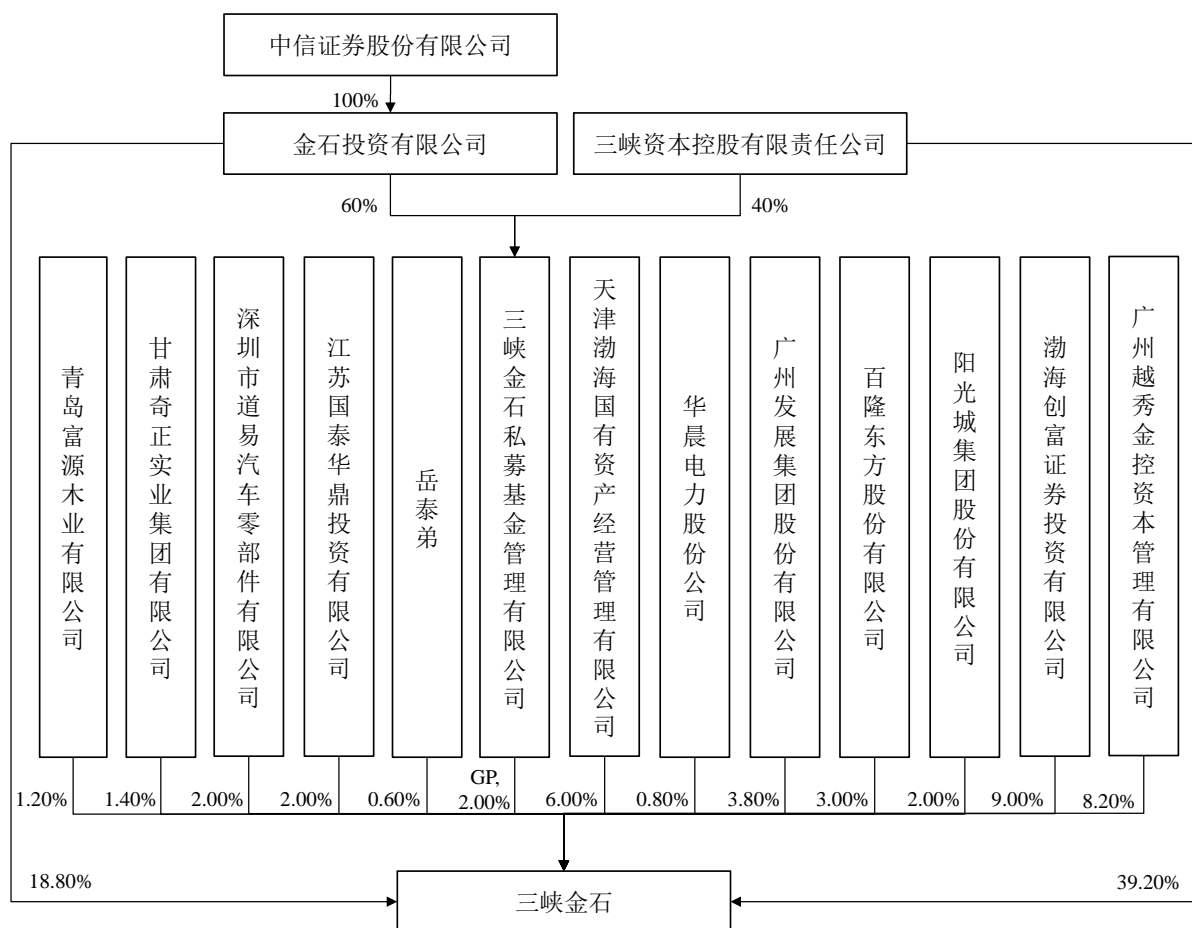 中信证券股份有限公司
100%
金石投资有限公司
三峡资本控股有限责任公司
60%
40%
青岛富源木业有限公司
甘肃奇正实业集团有限公司
深圳市道易汽车零部件有限公司
江苏国泰华鼎投资有限公司
岳泰弟
三峡金石私募基金管理有限公司
天津渤海国有资产经营管理有限公司
华晨电力股份公司
广州发展集团股份有限公司
百隆东方股份有限公司
阳光城集团股份有限公司
渤海创富证券投资有限公司
广州越秀金控资本管理有限公司
1.20%
1.40%
2.00%
2.00%
0.60%
GP,
2.00%
6.00%
0.80%
3.80%
3.00%
2.00%
9.00%
8.20%
18.80%
三峡金石
39.20%